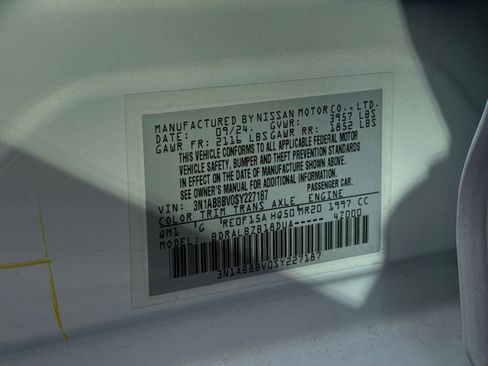 MANUFACTURED BY NISSAN MOTOR CO., LTD.
DATE: 09/24 GVWR: 3957 LBS
GAWR FR: 2116 LBS GAWR RR: 1852 LBS
THIS VEHICLE CONFORMS TO ALL APPLICABLE FEDERAL MOTOR
VEHICLE SAFETY, BUMPER AND THEFT PREVENTION STANDARDS
IN EFFECT ON THE DATE OF MANUFACTURE SHOWN ABOVE.
SEE OWNER'S MANUAL FOR ADDITIONAL INFORMATION.
VIN: 3N1AB8BV0SY227187 PASSENGER CAR
COLOR TRIM TRANS AXLE ENGINE
QM1 G RE0F15A HQ50 MR20 1997 CC
MODEL: BDRALBZB18DUA 47000
3N1AB8BV0SY227187